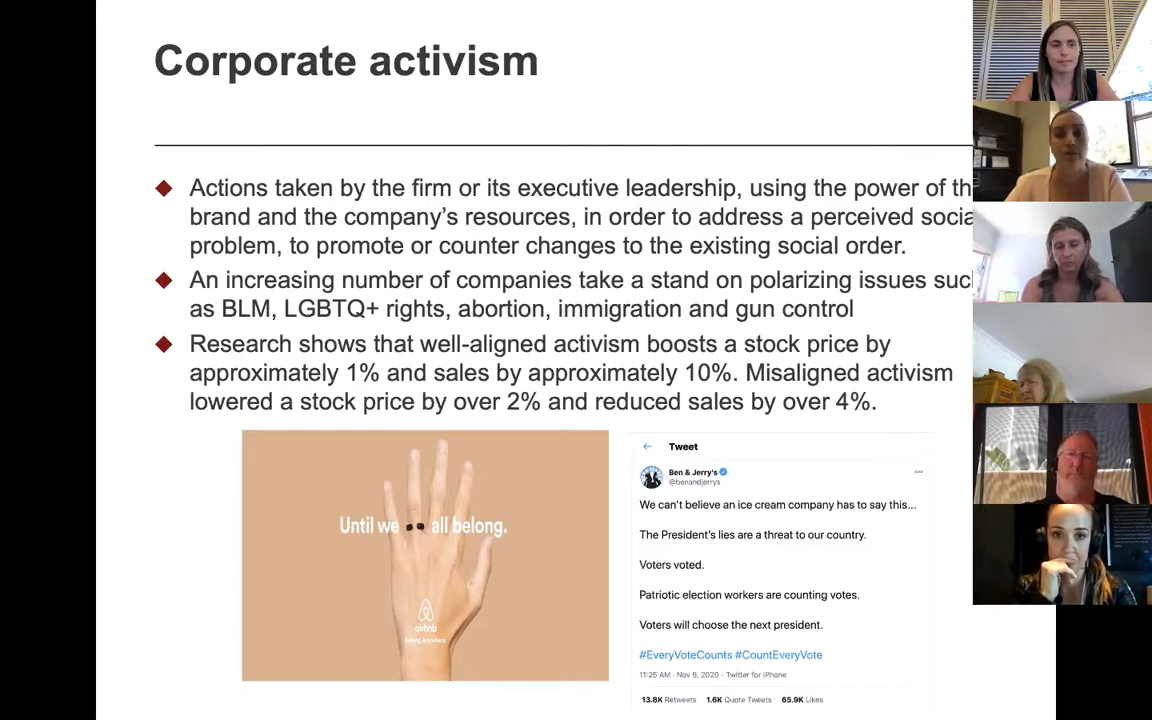 Corporate activism
Actions taken by the firm or its executive leadership, using the power of th
brand and the company's resources, in order to address a perceived socia
problem, to promote or counter changes to the existing social order.
An increasing number of companies take a stand on polarizing issues suc
as BLM, LGBTQ+ rights, abortion, immigration and gun control
Research shows that well-aligned activism boosts a stock price by
approximately 1% and sales by approximately 10%. Misaligned activism
lowered a stock price by over 2% and reduced sales by over 4%.
Until we all belong.
airbnb
Belong Anywhere
Tweet
Ben & Jerry's
@benandjerrys
We can't believe an ice cream company has to say this...
The President's lies are a threat to our country.
Voters voted.
Patriotic election workers are counting votes.
Voters will choose the next president.
#EveryVoteCounts #CountEveryVote
11:25 AM · Nov 6, 2020 · Twitter for iPhone
13.8K Retweets 1.6K Quote Tweets 65.9K Likes